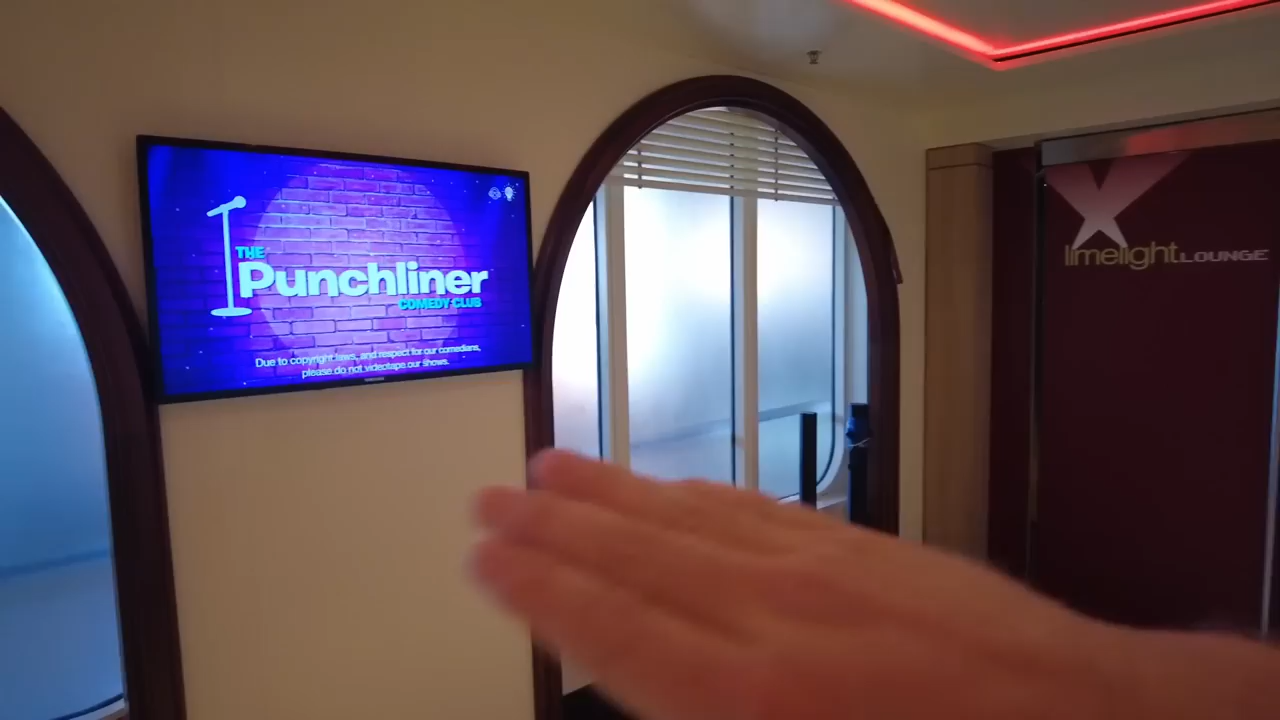 THE
Punchliner
COMEDY CLUB
Due to copyright laws, and respect for our comedians,
please do not videotape our shows.
limelight LOUNGE